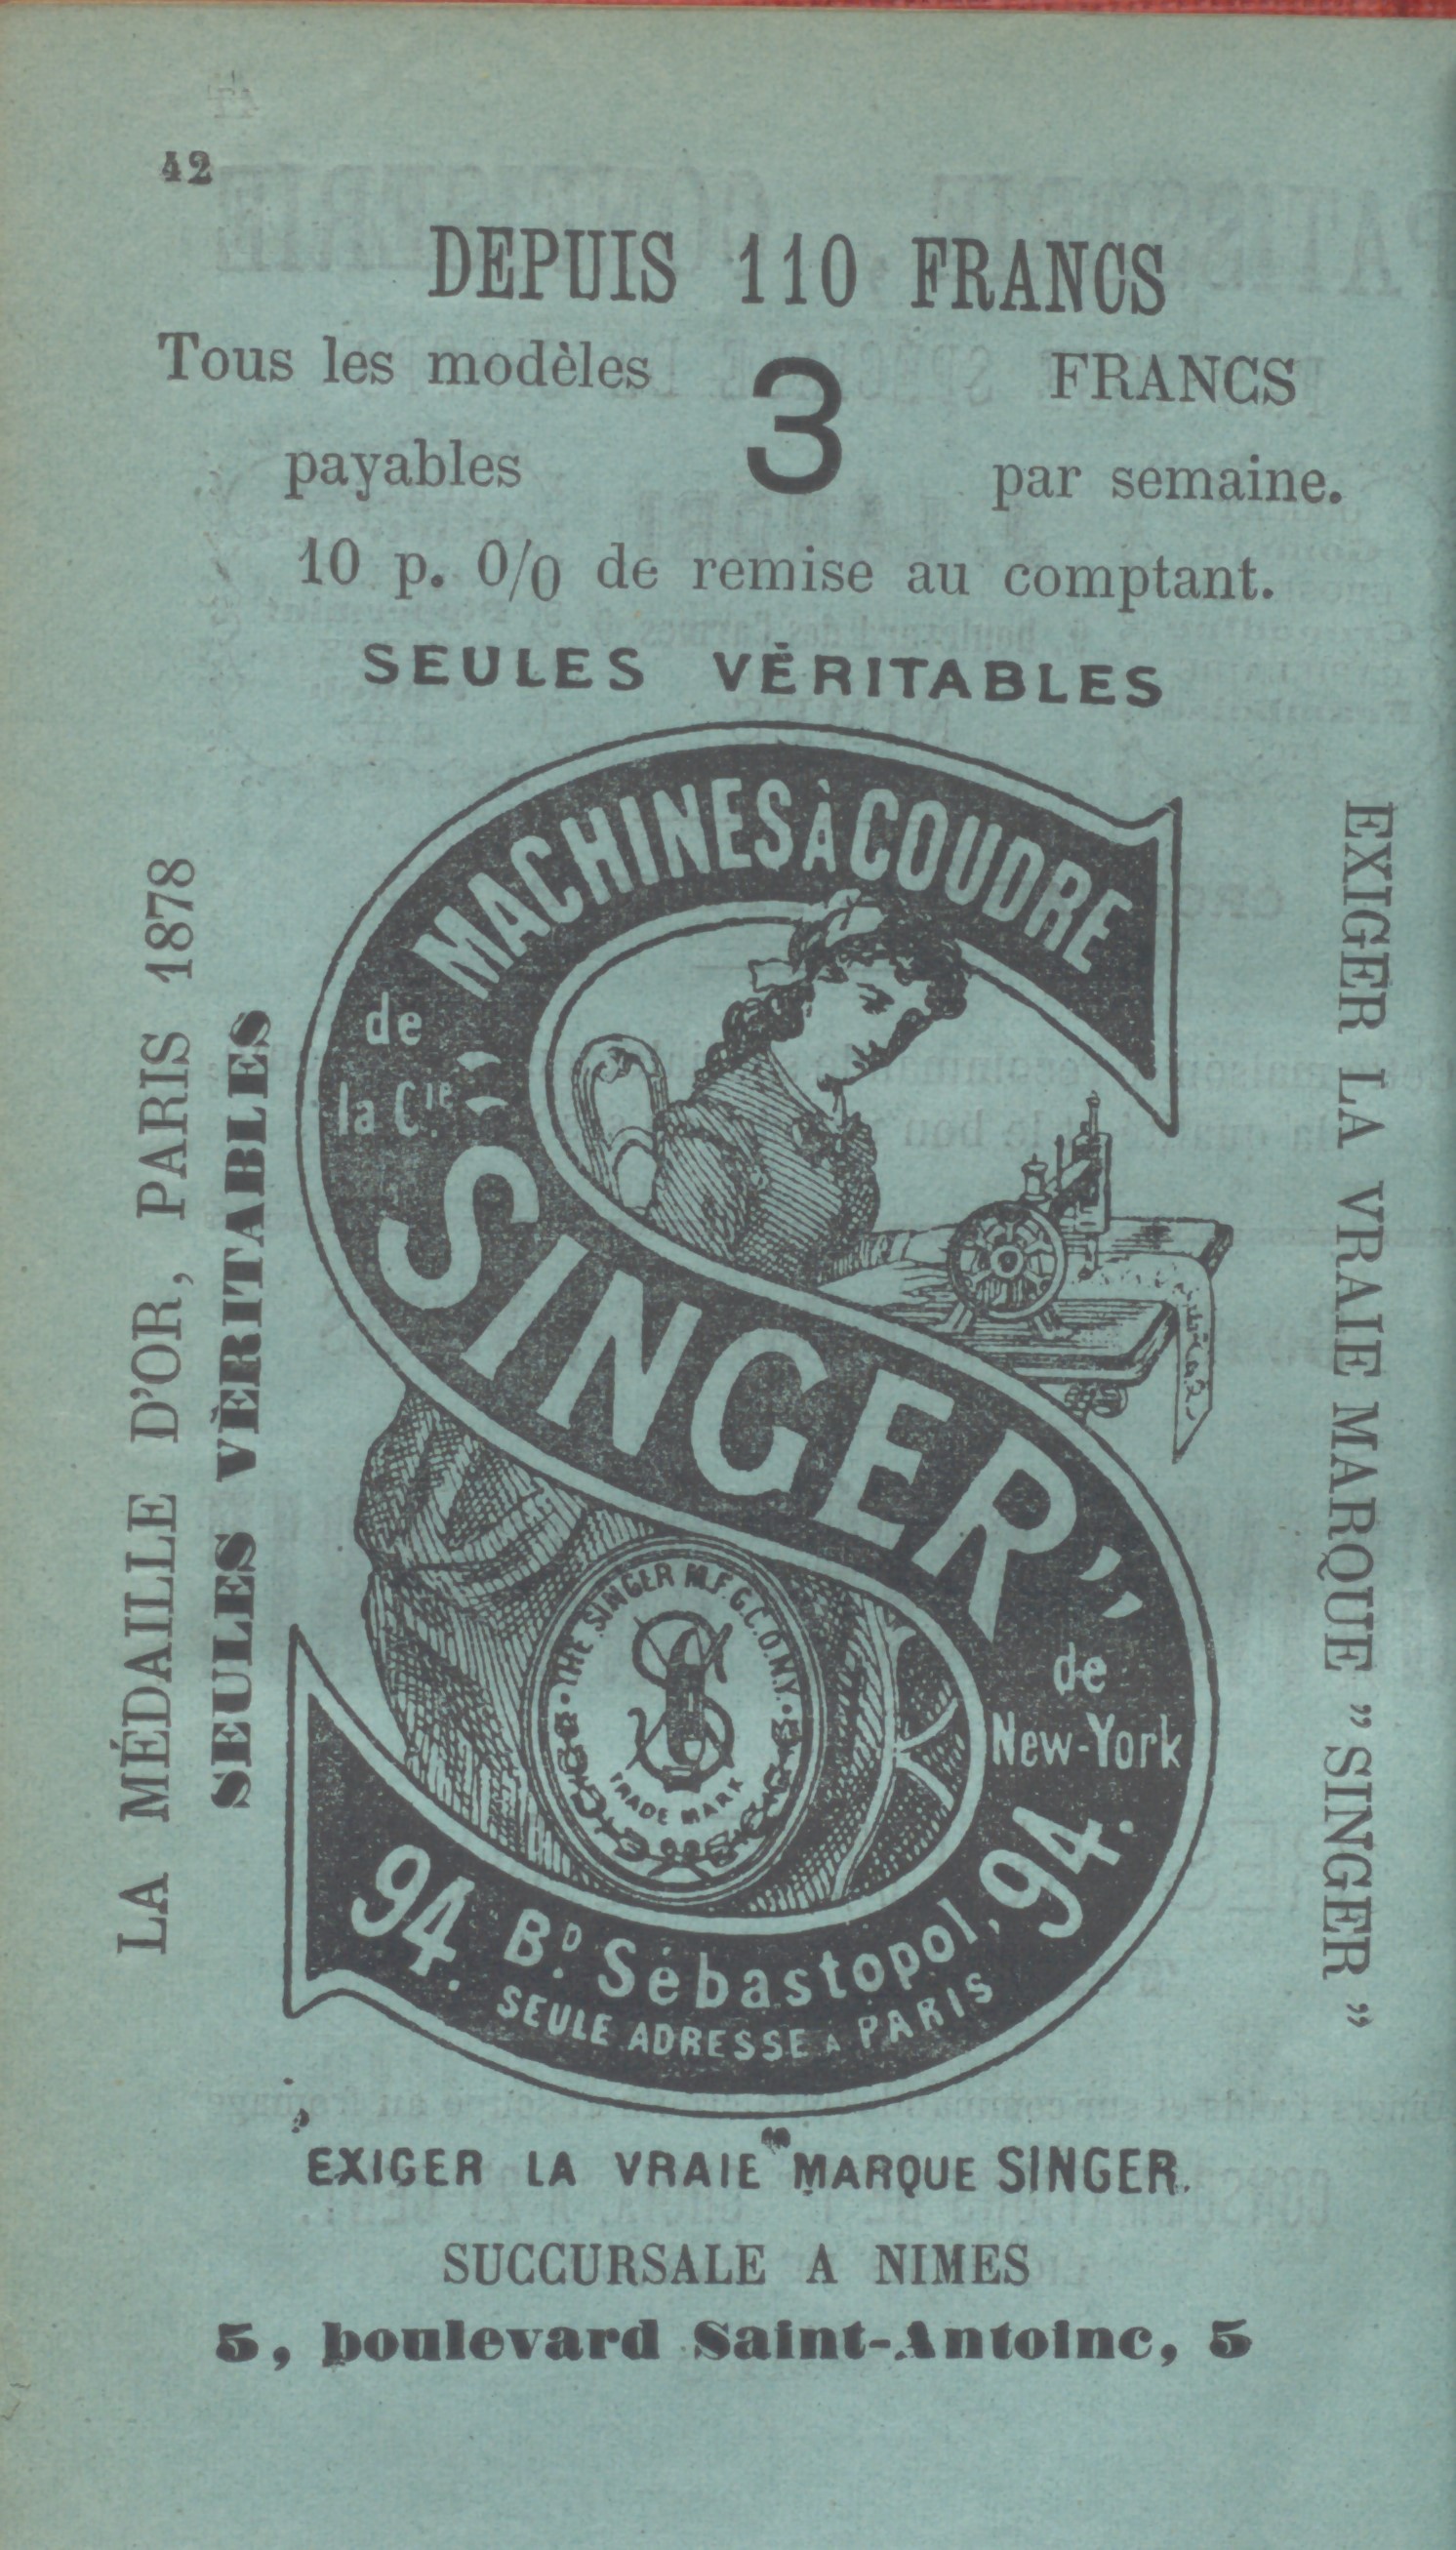 42
DEPUIS 110 FRANCS
Tous les modèles 3 FRANCS
payables par semaine.
10 p. 0/0 de remise au comptant.
SEULES VÉRITABLES
LA MÉDAILLE D'OR, PARIS 1878
SEULES VÉRITABLES
MACHINES À COUDRE
de
la Cie
"SINGER"
de
New-York
THE SINGER M.F.G.C.O.N.Y.
TRADE MARK
94. BD. Sébastopol, 94.
SEULE ADRESSE A PARIS
EXIGER LA VRAIE MARQUE "SINGER"
EXIGER LA VRAIE MARQUE SINGER.
SUCCURSALE A NIMES
5, boulevard Saint-Antoine, 5